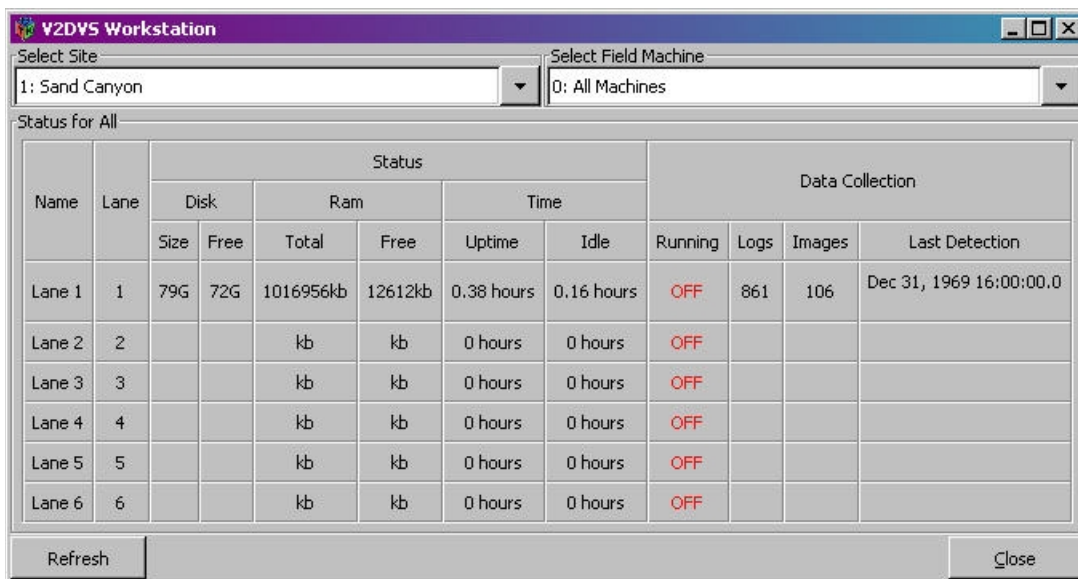 V2DVS Workstation
Select Site
Select Field Machine
1: Sand Canyon
0: All Machines
Status for All
Name Lane Status Data Collection
Disk Ram Time
Size Free Total Free Uptime Idle Running Logs Images Last Detection
Lane 1 1 79G 72G 1016956kb 12612kb 0.38 hours 0.16 hours OFF 861 106 Dec 31, 1969 16:00:00.0
Lane 2 2 kb kb 0 hours 0 hours OFF
Lane 3 3 kb kb 0 hours 0 hours OFF
Lane 4 4 kb kb 0 hours 0 hours OFF
Lane 5 5 kb kb 0 hours 0 hours OFF
Lane 6 6 kb kb 0 hours 0 hours OFF
Refresh
Close